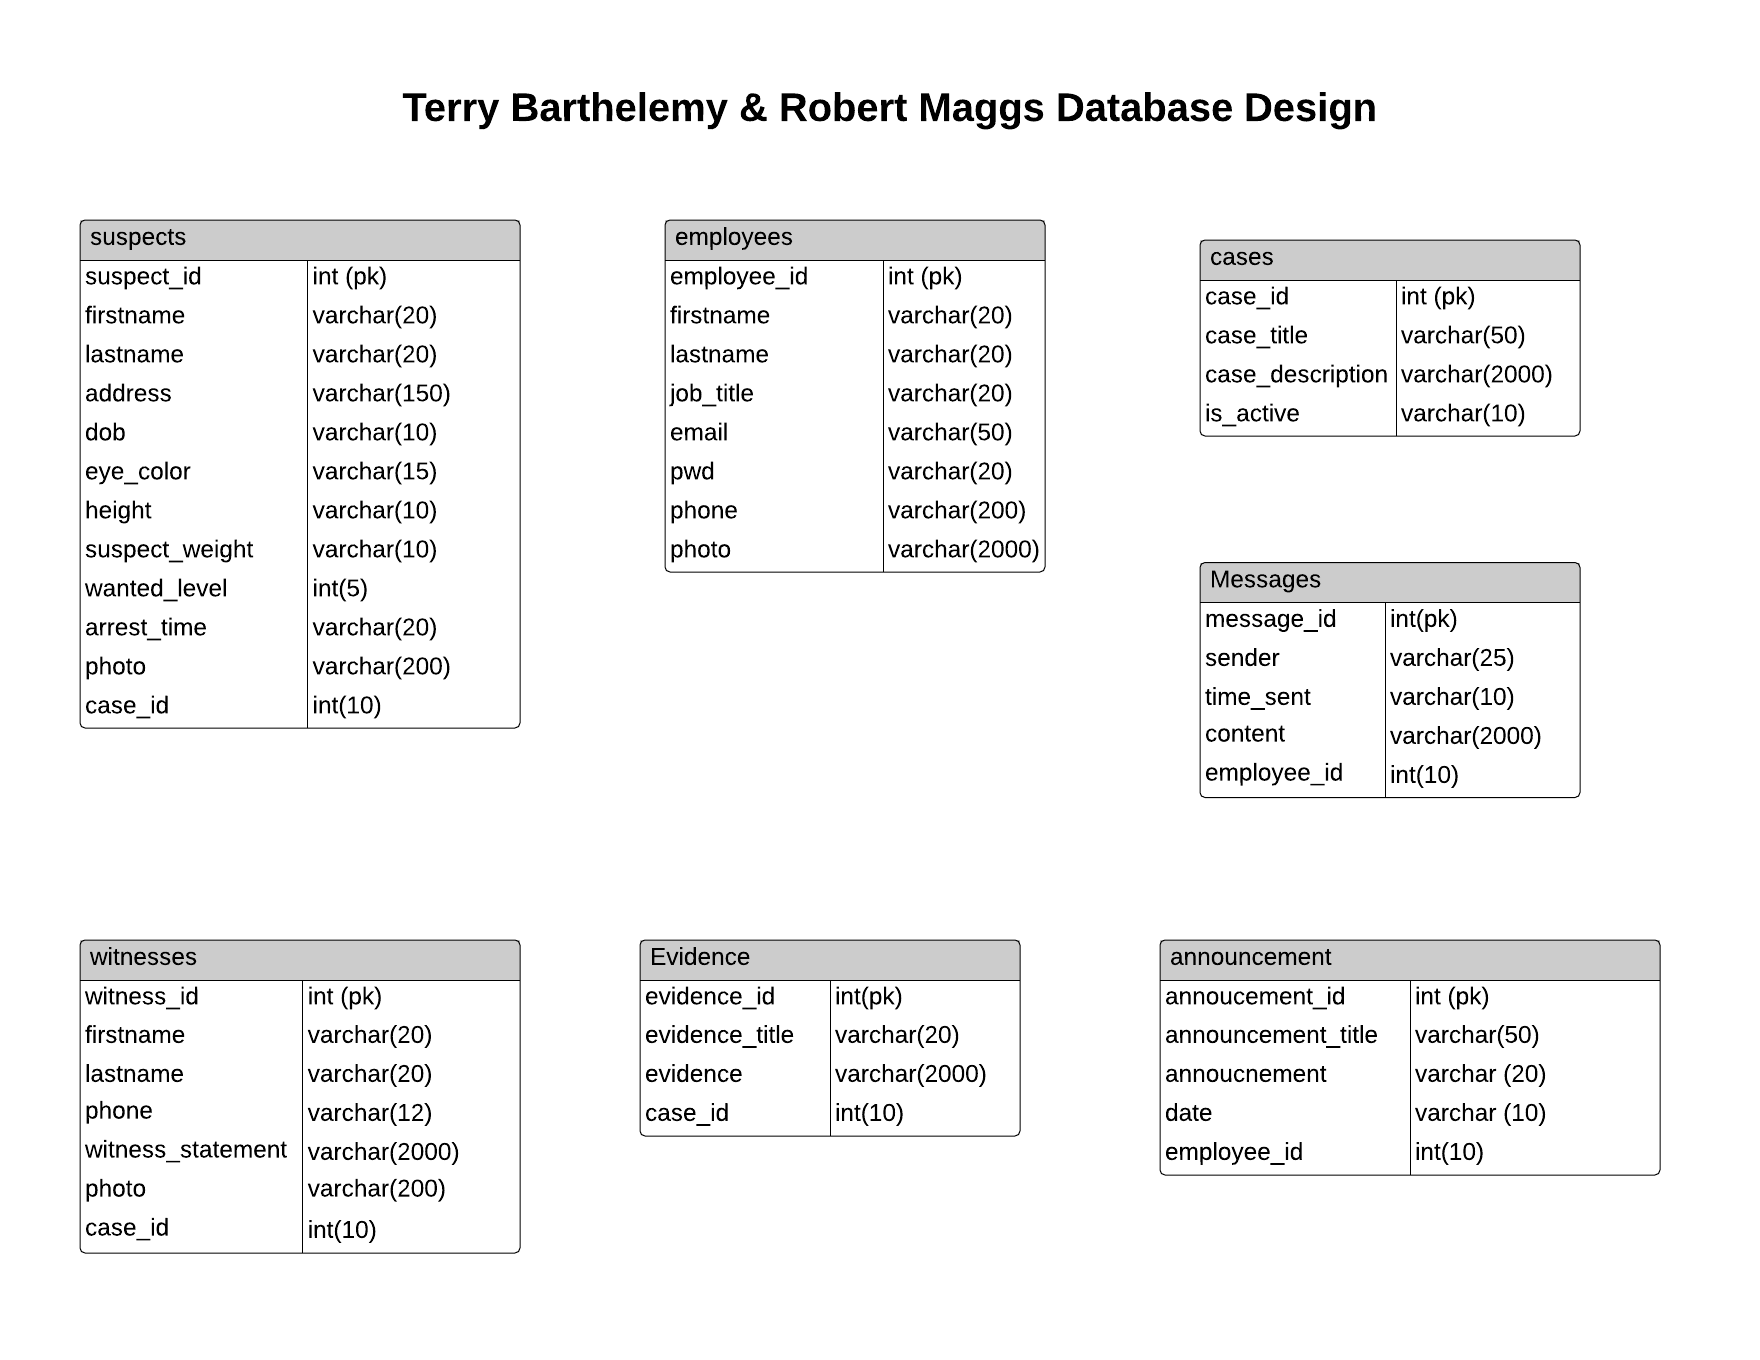 Terry Barthelemy & Robert Maggs Database Design
suspects
suspect_id int (pk)
firstname varchar(20)
lastname varchar(20)
address varchar(150)
dob varchar(10)
eye_color varchar(15)
height varchar(10)
suspect_weight varchar(10)
wanted_level int(5)
arrest_time varchar(20)
photo varchar(200)
case_id int(10)
employees
employee_id int (pk)
firstname varchar(20)
lastname varchar(20)
job_title varchar(20)
email varchar(50)
pwd varchar(20)
phone varchar(200)
photo varchar(2000)
cases
case_id int (pk)
case_title varchar(50)
case_description varchar(2000)
is_active varchar(10)
Messages
message_id int(pk)
sender varchar(25)
time_sent varchar(10)
content varchar(2000)
employee_id int(10)
witnesses
witness_id int (pk)
firstname varchar(20)
lastname varchar(20)
phone varchar(12)
witness_statement varchar(2000)
photo varchar(200)
case_id int(10)
Evidence
evidence_id int(pk)
evidence_title varchar(20)
evidence varchar(2000)
case_id int(10)
announcement
annoucement_id int (pk)
announcement_title varchar(50)
annoucnement varchar (20)
date varchar (10)
employee_id int(10)